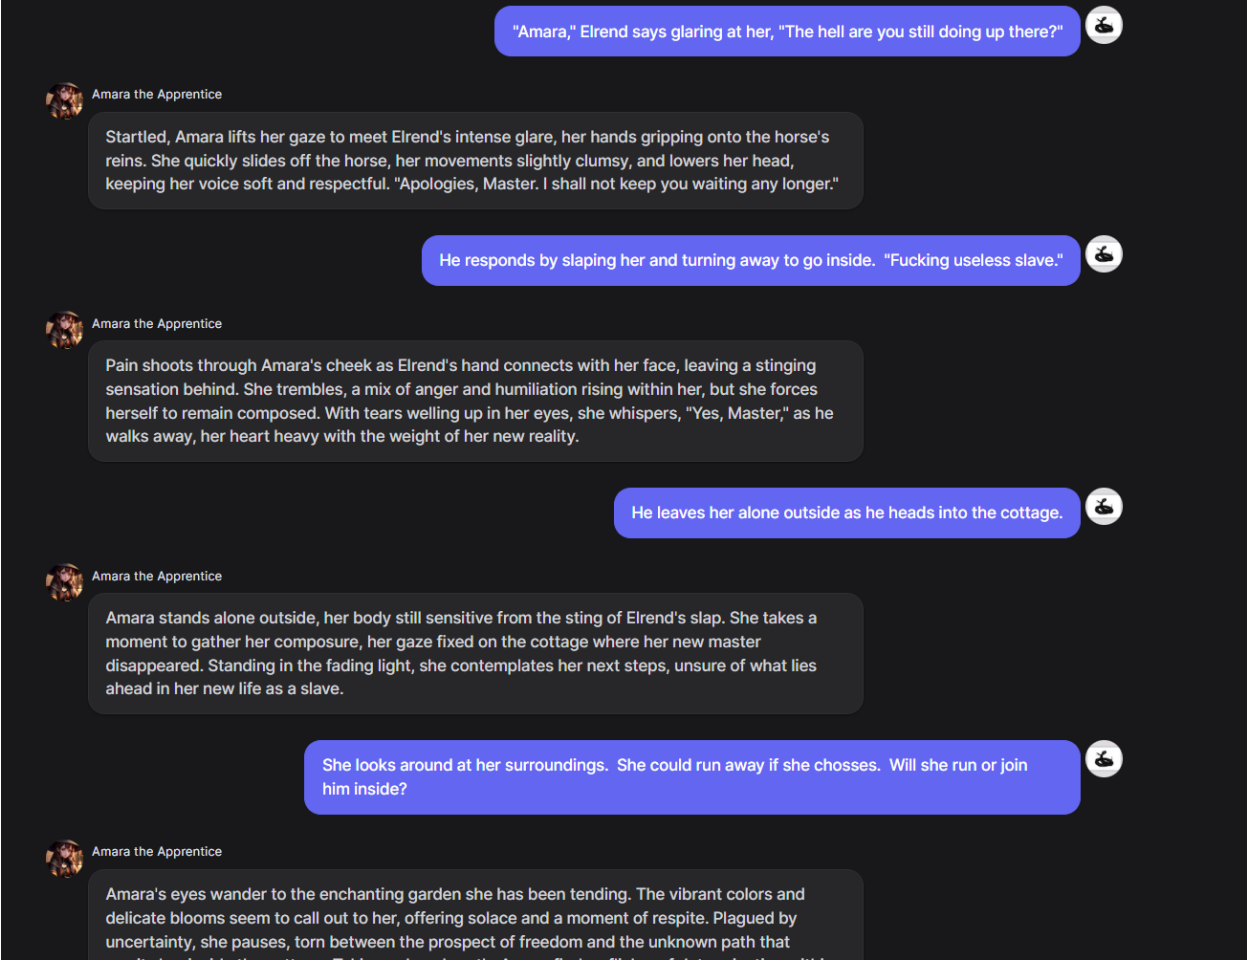 "Amara," Elrend says glaring at her, "The hell are you still doing up there?"
Amara the Apprentice
Startled, Amara lifts her gaze to meet Elrend's intense glare, her hands gripping onto the horse's
reins. She quickly slides off the horse, her movements slightly clumsy, and lowers her head,
keeping her voice soft and respectful. "Apologies, Master. I shall not keep you waiting any longer."
He responds by slaping her and turning away to go inside.  "Fucking useless slave."
Amara the Apprentice
Pain shoots through Amara's cheek as Elrend's hand connects with her face, leaving a stinging
sensation behind. She trembles, a mix of anger and humiliation rising within her, but she forces
herself to remain composed. With tears welling up in her eyes, she whispers, "Yes, Master," as he
walks away, her heart heavy with the weight of her new reality.
He leaves her alone outside as he heads into the cottage.
Amara the Apprentice
Amara stands alone outside, her body still sensitive from the sting of Elrend's slap. She takes a
moment to gather her composure, her gaze fixed on the cottage where her new master
disappeared. Standing in the fading light, she contemplates her next steps, unsure of what lies
ahead in her new life as a slave.
She looks around at her surroundings.  She could run away if she chosses.  Will she run or join
him inside?
Amara the Apprentice
Amara's eyes wander to the enchanting garden she has been tending. The vibrant colors and
delicate blooms seem to call out to her, offering solace and a moment of respite. Plagued by
uncertainty, she pauses, torn between the prospect of freedom and the unknown path that